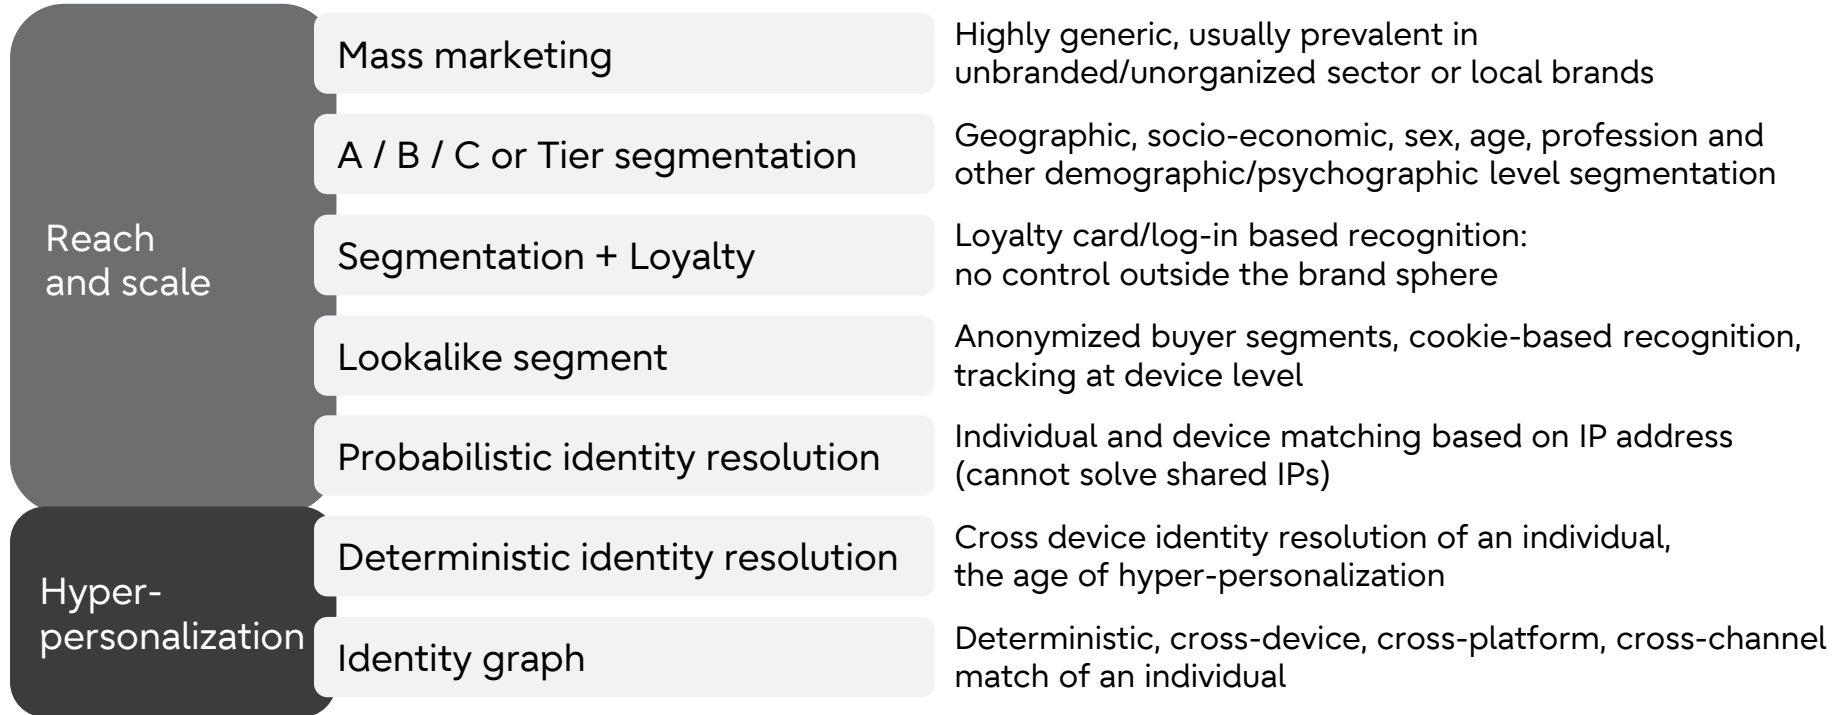 Reach
and scale
Mass marketing
Highly generic, usually prevalent in
unbranded/unorganized sector or local brands
A / B / C or Tier segmentation
Geographic, socio-economic, sex, age, profession and
other demographic/psychographic level segmentation
Segmentation + Loyalty
Loyalty card/log-in based recognition:
no control outside the brand sphere
Lookalike segment
Anonymized buyer segments, cookie-based recognition,
tracking at device level
Probabilistic identity resolution
Individual and device matching based on IP address
(cannot solve shared IPs)
Hyper-
personalization
Deterministic identity resolution
Cross device identity resolution of an individual,
the age of hyper-personalization
Identity graph
Deterministic, cross-device, cross-platform, cross-channel
match of an individual